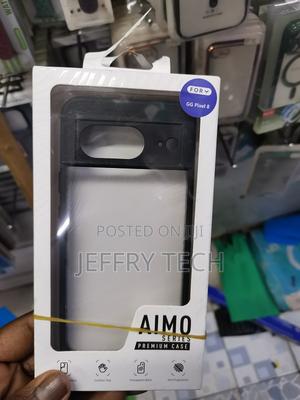 FOR
GG Pixel 8
POSTED ON JIJI
JEFFRY TECH
AIMO
SERIES
PREMIUM CASE